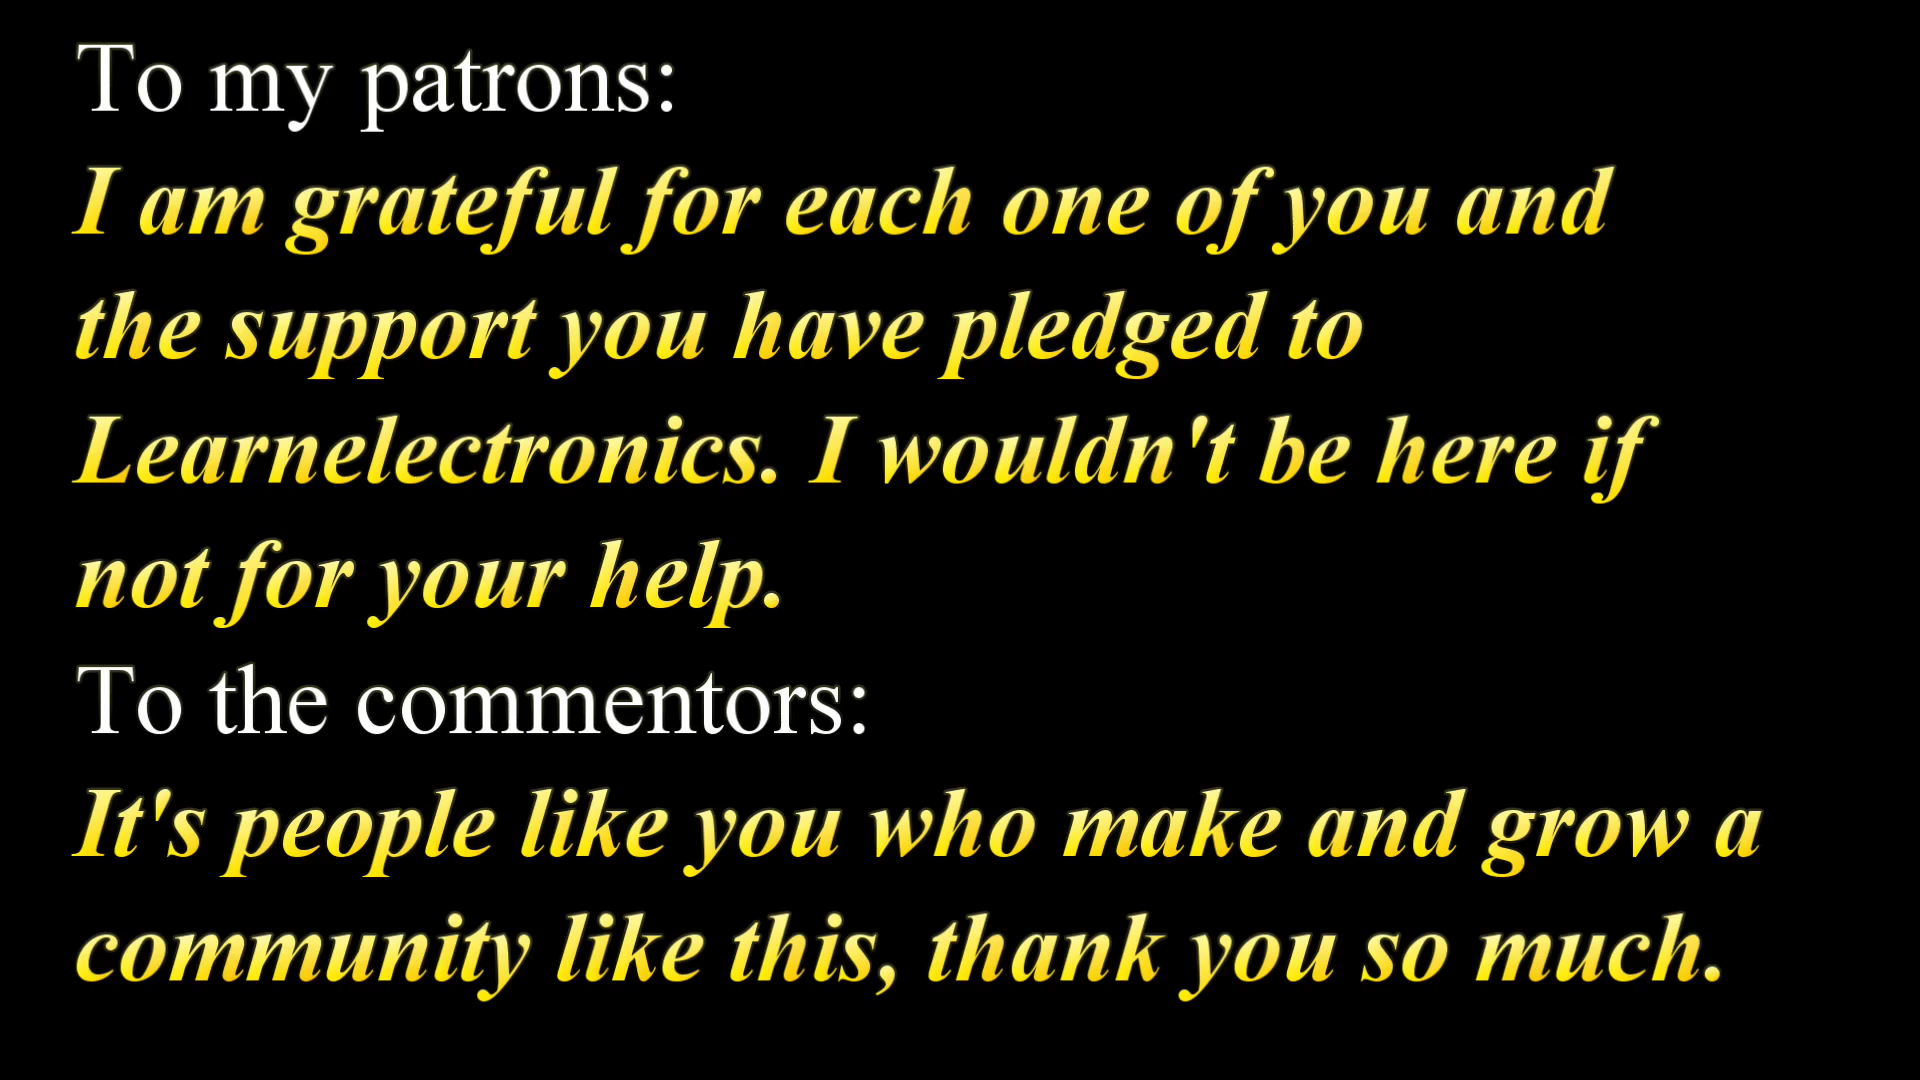 To my patrons:
I am grateful for each one of you and
the support you have pledged to
Learnelectronics. I wouldn't be here if
not for your help.
To the commentors:
It's people like you who make and grow a
community like this, thank you so much.